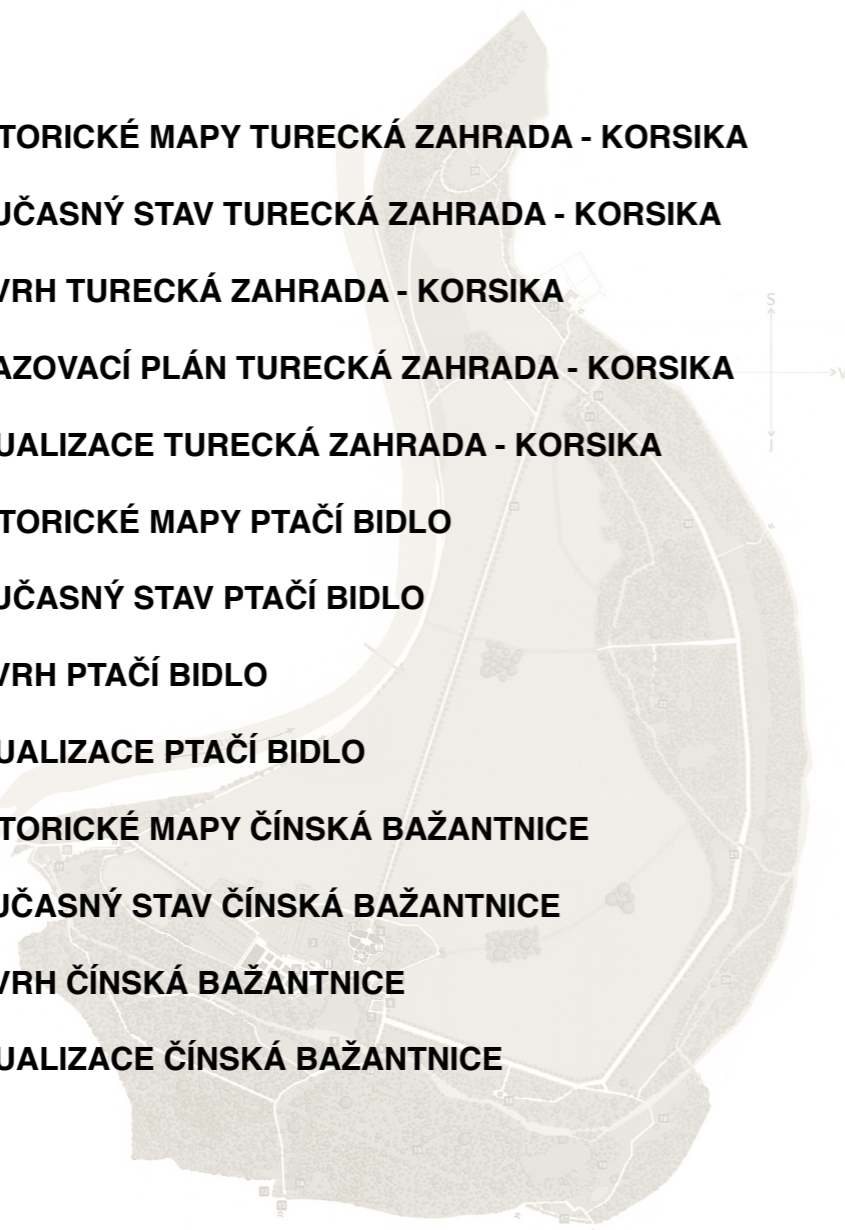 TORICKÉ MAPY TURECKÁ ZAHRADA - KORSIKA
S
UČASNÝ STAV TURECKÁ ZAHRADA - KORSIKA
VRH TURECKÁ ZAHRADA - KORSIKA
AZOVACÍ PLÁN TURECKÁ ZAHRADA - KORSIKA
V
UALIZACE TURECKÁ ZAHRADA - KORSIKA
J
TORICKÉ MAPY PTAČÍ BIDLO
UČASNÝ STAV PTAČÍ BIDLO
VRH PTAČÍ BIDLO
UALIZACE PTAČÍ BIDLO
TORICKÉ MAPY ČÍNSKÁ BAŽANTNICE
UČASNÝ STAV ČÍNSKÁ BAŽANTNICE
VRH ČÍNSKÁ BAŽANTNICE
UALIZACE ČÍNSKÁ BAŽANTNICE